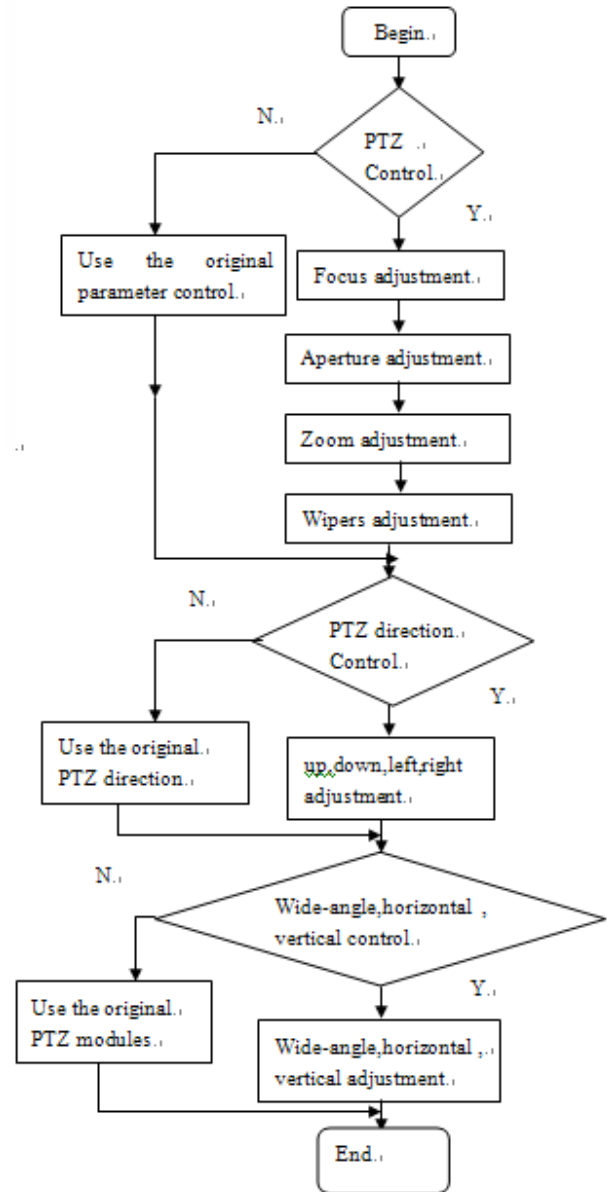 Begin.
N.
PTZ .
Control.
Y.
Use the original
parameter control.
Focus adjustment.
Aperture adjustment.
Zoom adjustment.
Wipers adjustment.
N.
PTZ direction.
Control.
Y.
Use the original.
PTZ direction.
up,down,left,right
adjustment.
N.
Wide-angle,horizontal ,
vertical control.
Y.
Use the original.
PTZ modules.
Wide-angle,horizontal ,.
vertical adjustment.
End.